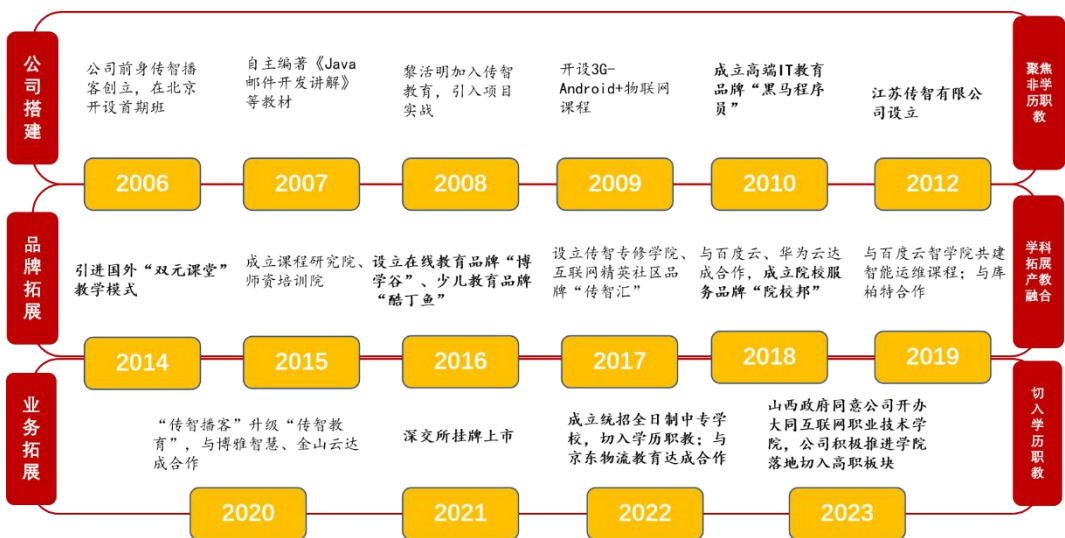 公司搭建
公司前身传智播
客创立，在北京
开设首期班
自主编著《Java
邮件开发讲解》
等教材
黎活明加入传智
教育，引入项目
实战
开设3G-
Android+物联网
课程
成立高端IT教育
品牌“黑马程序
员”
江苏传智有限公
司设立
聚焦
非学
历职
教
2006
2007
2008
2009
2010
2012
品牌拓展
引进国外“双元课堂”
教学模式
成立课程研究院、
师资培训院
设立在线教育品牌“博
学谷”、少儿教育品牌
“酷丁鱼”
设立传智专修学院、
互联网精英社区品
牌“传智汇”
与百度云、华为云达
成合作，成立院校服
务品牌“院校邦”
与百度云智学院共建
智能运维课程；与库
柏特合作
学科
拓展
产教
融合
2014
2015
2016
2017
2018
2019
业务拓展
“传智播客”升级“传智教
育”，与博雅智慧、金山云达
成合作
深交所挂牌上市
成立统招全日制中专学
校，切入学历职教；与
京东物流教育达成合作
山西政府同意公司开办
大同互联网职业技术学
院，公司积极推进学院
落地切入高职板块
切入学历职教
2020
2021
2022
2023